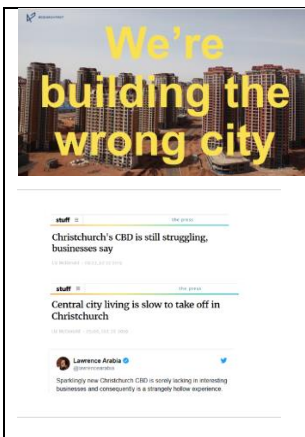 We're
building the
wrong city
stuff
the press
Christchurch's CBD is still struggling,
businesses say
stuff
the press
Central city living is slow to take off in
Christchurch
Lawrence Arabia
@lawrencearabia
Sparklingly new Christchurch CBD is sorely lacking in interesting
businesses and consequently is a strangely hollow experience.